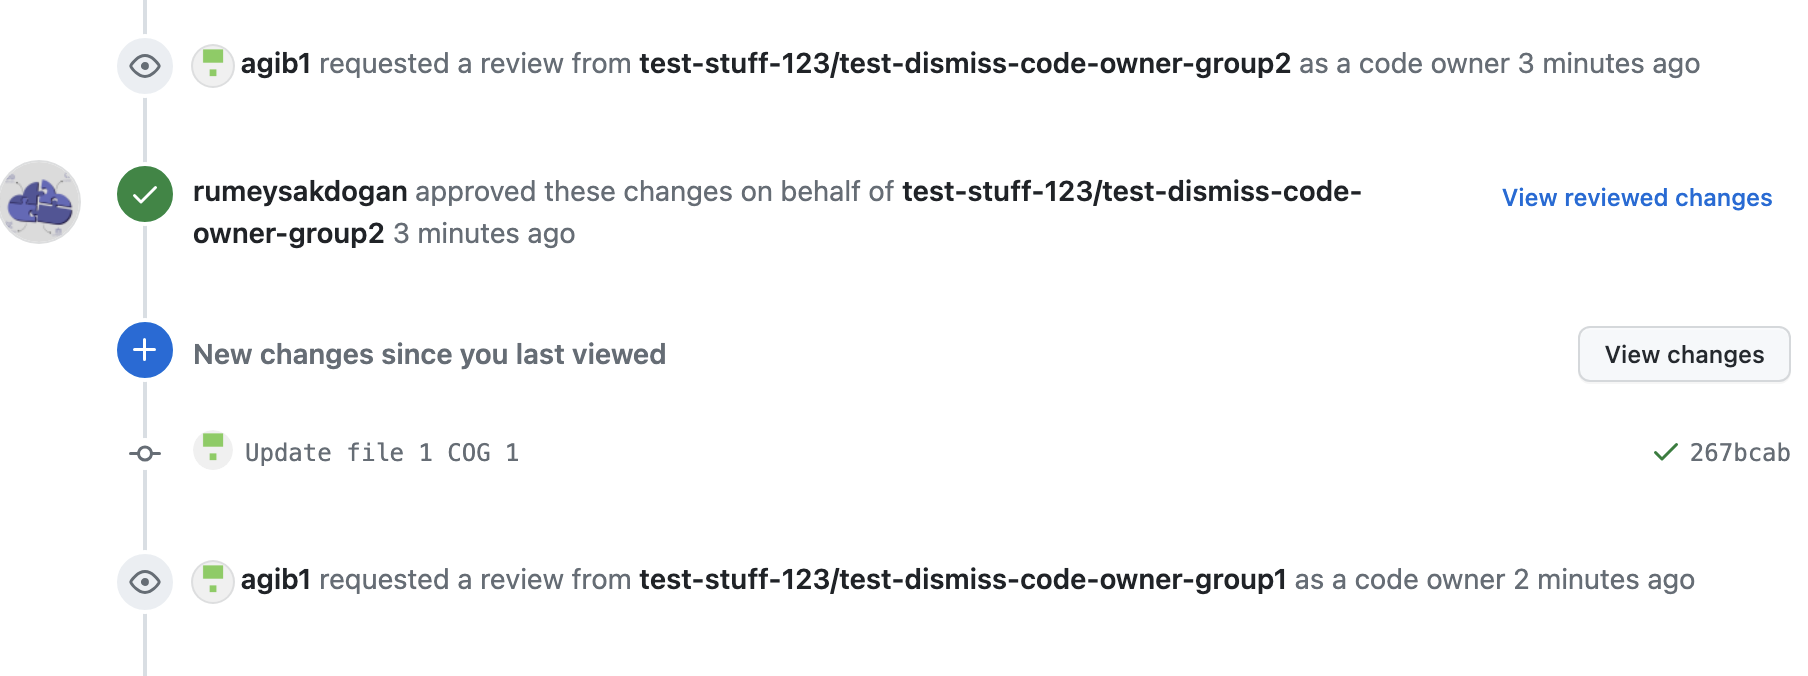 agib1 requested a review from test-stuff-123/test-dismiss-code-owner-group2 as a code owner 3 minutes ago
rumeysakdogan approved these changes on behalf of test-stuff-123/test-dismiss-code-
owner-group2 3 minutes ago
View reviewed changes
New changes since you last viewed
View changes
Update file 1 COG 1
267bcab
agib1 requested a review from test-stuff-123/test-dismiss-code-owner-group1 as a code owner 2 minutes ago